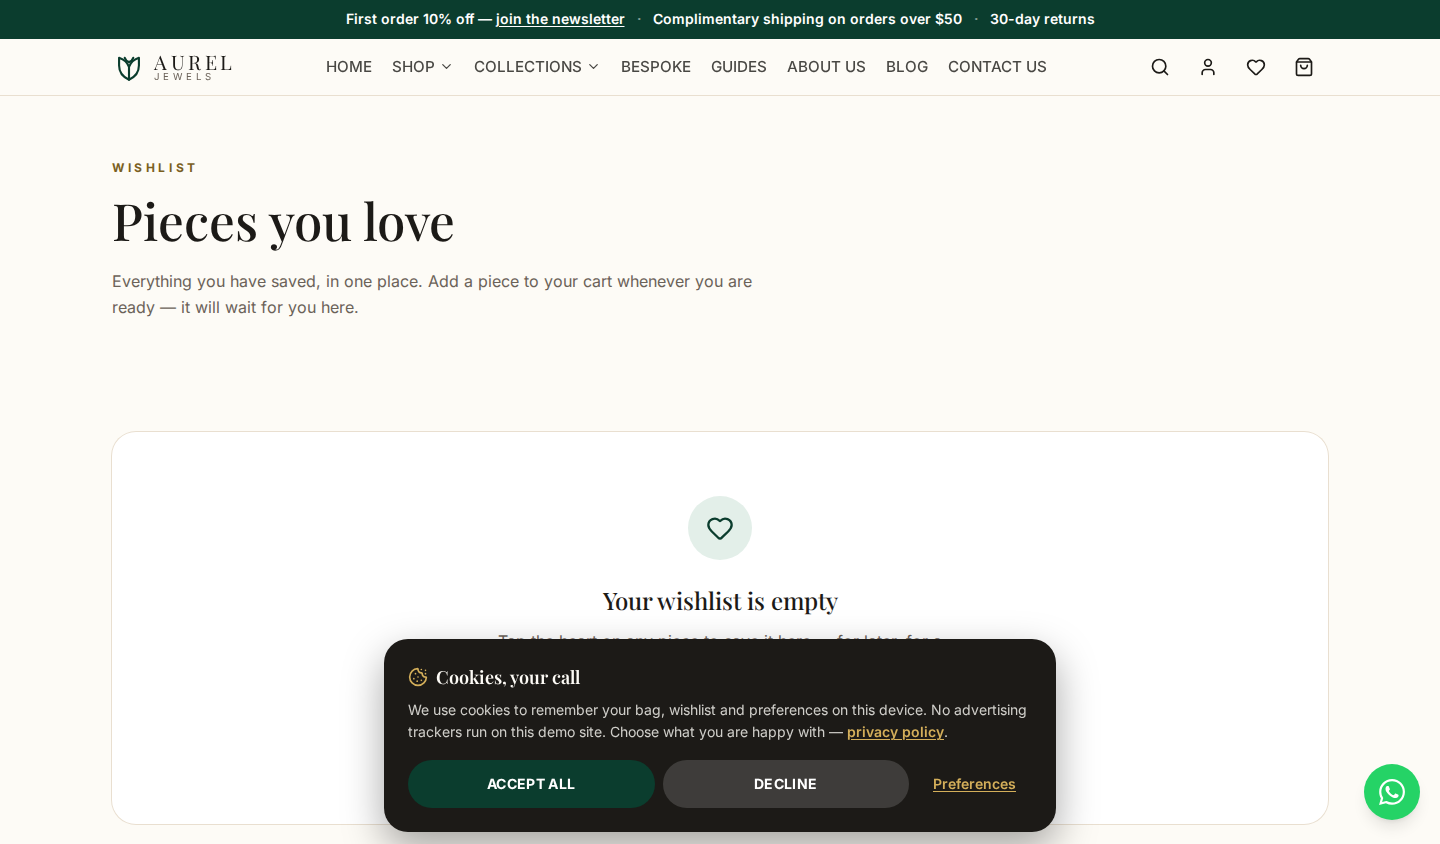 First order 10% off — join the newsletter · Complimentary shipping on orders over $50 · 30-day returns
AUREL
JEWELS
HOME SHOP COLLECTIONS BESPOKE GUIDES ABOUT US BLOG CONTACT US
WISHLIST
Pieces you love
Everything you have saved, in one place. Add a piece to your cart whenever you are
ready — it will wait for you here.
Your wishlist is empty
Cookies, your call
We use cookies to remember your bag, wishlist and preferences on this device. No advertising
trackers run on this demo site. Choose what you are happy with — privacy policy.
ACCEPT ALL DECLINE Preferences